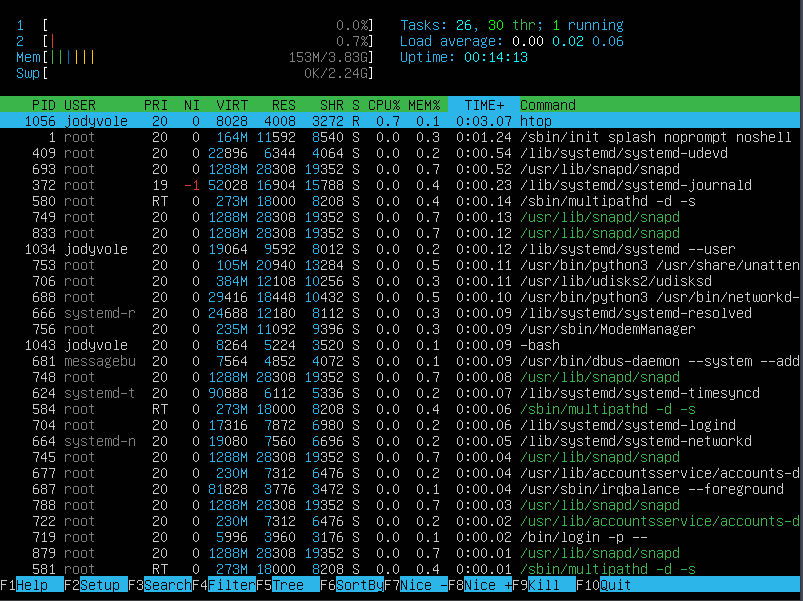 1 [ 0.0%] Tasks: 26, 30 thr; 1 running
2 [| 0.7%] Load average: 0.00 0.02 0.06
Mem[|||||| 153M/3.83G] Uptime: 00:14:13
Swp[ 0K/2.24G]
PID USER PRI NI VIRT RES SHR S CPU% MEM% TIME+ Command
1056 jodyvole 20 0 8028 4008 3272 R 0.7 0.1 0:03.07 htop
1 root 20 0 164M 11592 8540 S 0.0 0.3 0:01.24 /sbin/init splash noprompt noshell
409 root 20 0 22896 6344 4064 S 0.0 0.2 0:00.54 /lib/systemd/systemd-udevd
693 root 20 0 1288M 28308 19352 S 0.0 0.7 0:00.52 /usr/lib/snapd/snapd
372 root 19 -1 52028 16904 15788 S 0.0 0.4 0:00.23 /lib/systemd/systemd-journald
580 root RT 0 273M 18000 8208 S 0.0 0.4 0:00.14 /sbin/multipathd -d -s
749 root 20 0 1288M 28308 19352 S 0.0 0.7 0:00.13 /usr/lib/snapd/snapd
833 root 20 0 1288M 28308 19352 S 0.0 0.7 0:00.12 /usr/lib/snapd/snapd
1034 jodyvole 20 0 19064 9592 8012 S 0.0 0.2 0:00.12 /lib/systemd/systemd --user
753 root 20 0 105M 20940 13284 S 0.0 0.5 0:00.11 /usr/bin/python3 /usr/share/unatten
706 root 20 0 384M 12108 10256 S 0.0 0.3 0:00.11 /usr/lib/udisks2/udisksd
688 root 20 0 29416 18448 10432 S 0.0 0.5 0:00.10 /usr/bin/python3 /usr/bin/networkd-
666 systemd-r 20 0 24688 12180 8112 S 0.0 0.3 0:00.09 /lib/systemd/systemd-resolved
756 root 20 0 235M 11092 9396 S 0.0 0.3 0:00.09 /usr/sbin/ModemManager
1043 jodyvole 20 0 8264 5224 3520 S 0.0 0.1 0:00.09 -bash
681 messagebu 20 0 7564 4852 4072 S 0.0 0.1 0:00.09 /usr/bin/dbus-daemon --system --add
748 root 20 0 1288M 28308 19352 S 0.0 0.7 0:00.08 /usr/lib/snapd/snapd
624 systemd-t 20 0 90888 6112 5336 S 0.0 0.2 0:00.07 /lib/systemd/systemd-timesyncd
584 root RT 0 273M 18000 8208 S 0.0 0.4 0:00.06 /sbin/multipathd -d -s
704 root 20 0 17316 7872 6980 S 0.0 0.2 0:00.06 /lib/systemd/systemd-logind
664 systemd-n 20 0 19080 7560 6696 S 0.0 0.2 0:00.05 /lib/systemd/systemd-networkd
745 root 20 0 1288M 28308 19352 S 0.0 0.7 0:00.04 /usr/lib/snapd/snapd
677 root 20 0 230M 7312 6476 S 0.0 0.2 0:00.04 /usr/lib/accountsservice/accounts-d
687 root 20 0 81828 3776 3472 S 0.0 0.1 0:00.04 /usr/sbin/irqbalance --foreground
788 root 20 0 1288M 28308 19352 S 0.0 0.7 0:00.03 /usr/lib/snapd/snapd
722 root 20 0 230M 7312 6476 S 0.0 0.2 0:00.02 /usr/lib/accountsservice/accounts-d
719 root 20 0 5996 3960 3176 S 0.0 0.1 0:00.02 /bin/login -p --
879 root 20 0 1288M 28308 19352 S 0.0 0.7 0:00.01 /usr/lib/snapd/snapd
581 root RT 0 273M 18000 8208 S 0.0 0.4 0:00.01 /sbin/multipathd -d -s
F1Help F2Setup F3SearchF4FilterF5Tree F6SortByF7Nice -F8Nice +F9Kill F10Quit